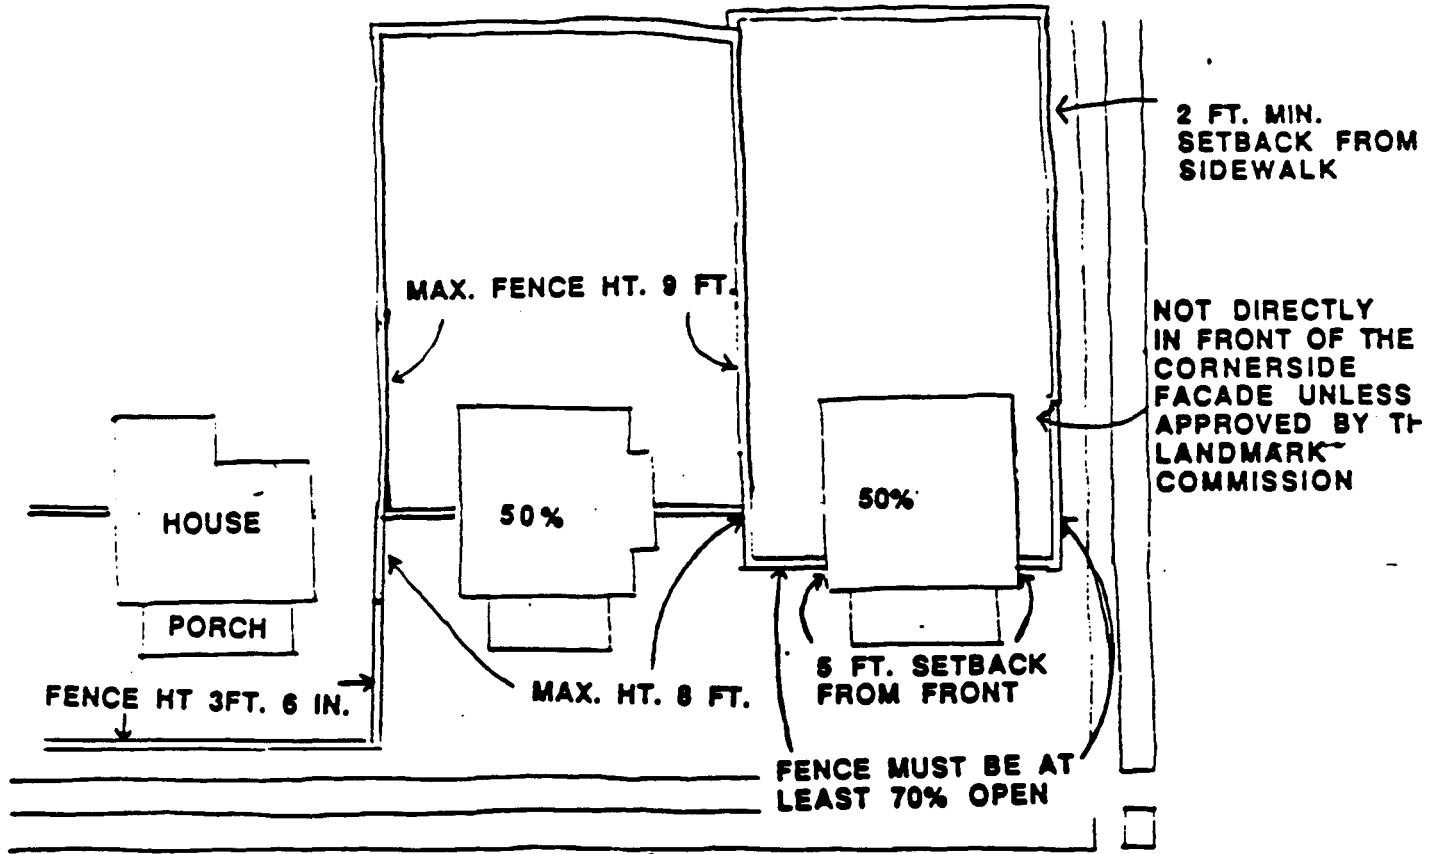 2 FT. MIN.
SETBACK FROM
SIDEWALK
MAX. FENCE HT. 9 FT.
NOT DIRECTLY
IN FRONT OF THE
CORNERSIDE
FACADE UNLESS
APPROVED BY TH
LANDMARK
COMMISSION
HOUSE
50%
50%
PORCH
FENCE HT 3FT. 6 IN.
MAX. HT. 8 FT.
5 FT. SETBACK
FROM FRONT
FENCE MUST BE AT
LEAST 70% OPEN